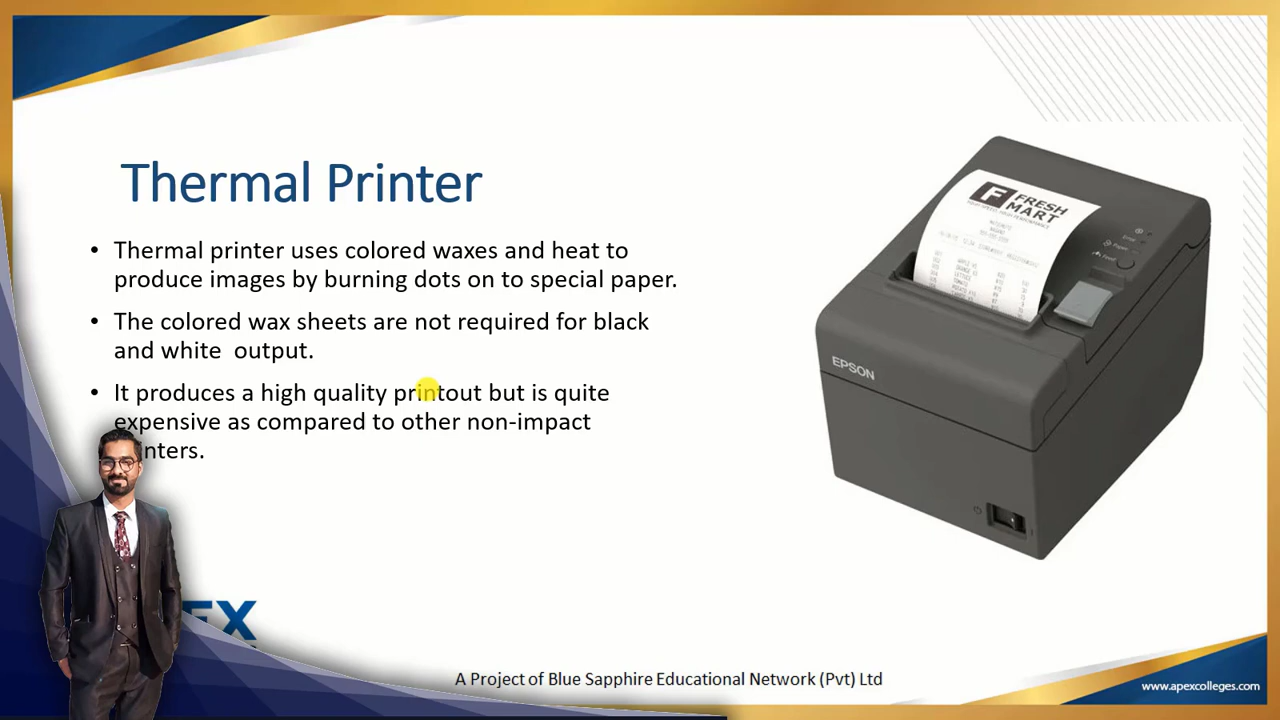 Thermal Printer
• Thermal printer uses colored waxes and heat to
produce images by burning dots on to special paper.
• The colored wax sheets are not required for black
and white output.
• It produces a high quality printout but is quite
expensive as compared to other non-impact
FRESH
MART
Error
Paper
Feed
EPSON
A Project of Blue Sapphire Educational Network (Pvt) Ltd
www.apexcolleges.com